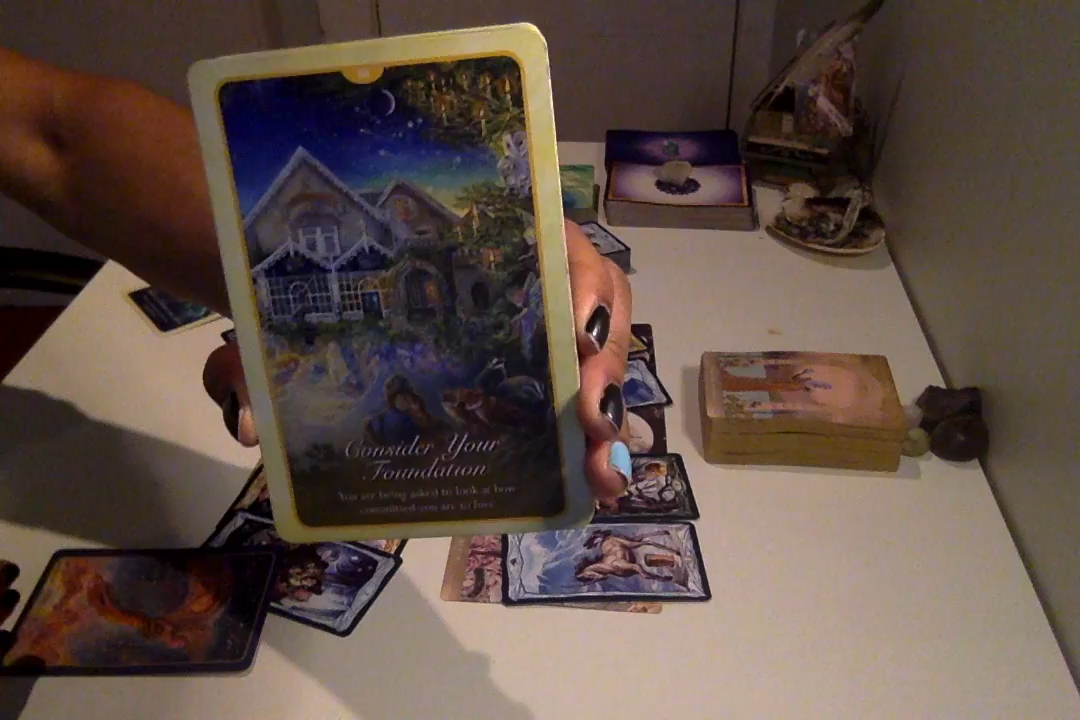 Consider Your
Foundation
You are being asked to look at how
committed you are to love.